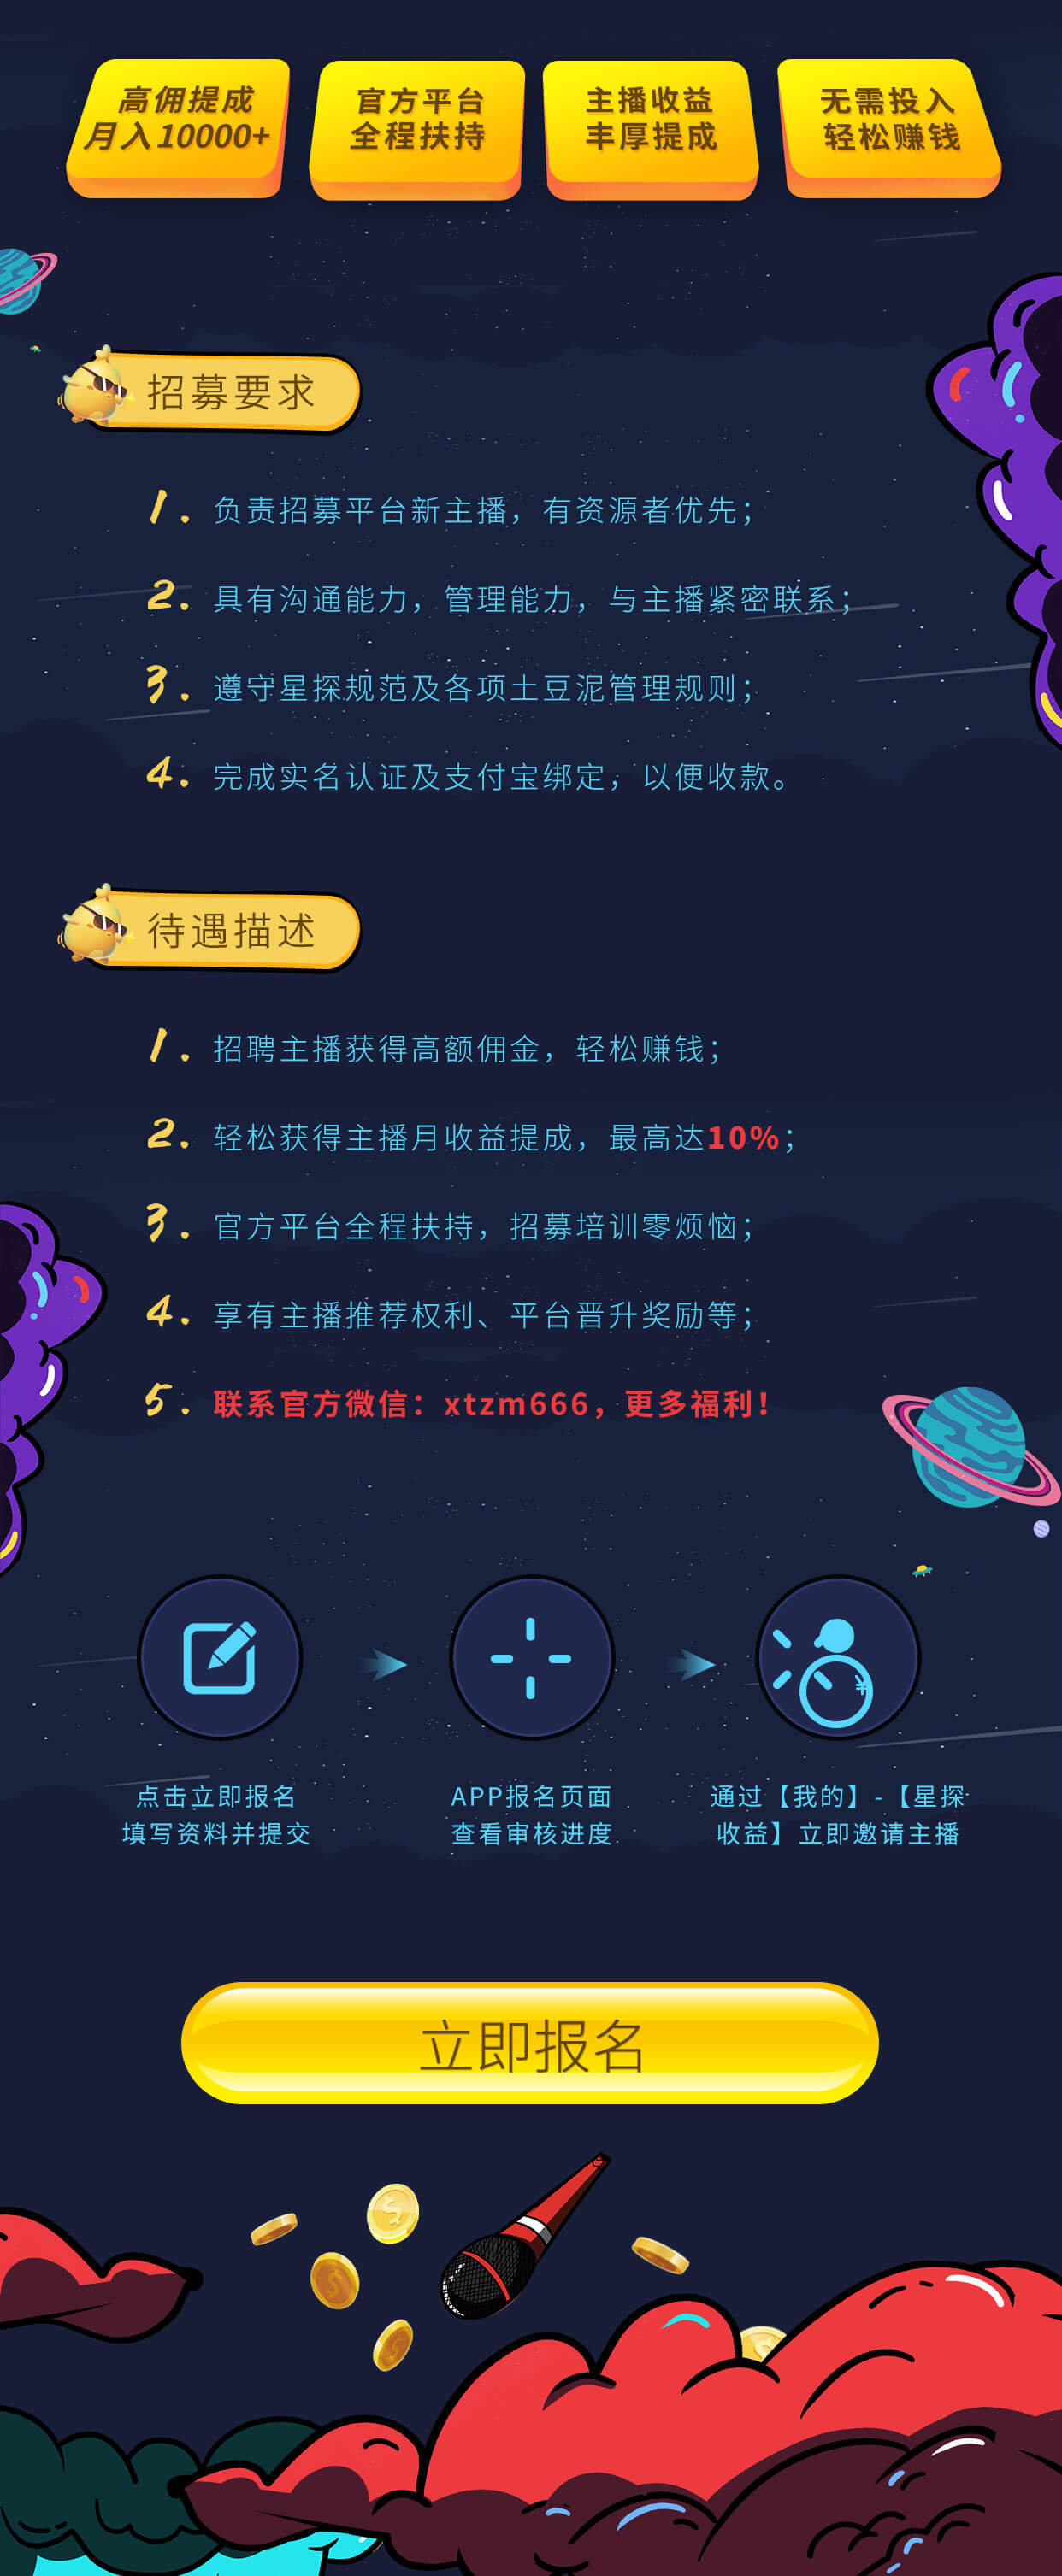 高佣提成
月入10000+
官方平台
全程扶持
主播收益
丰厚提成
无需投入
轻松赚钱
招募要求
1. 负责招募平台新主播，有资源者优先；
2. 具有沟通能力，管理能力，与主播紧密联系；
3. 遵守星探规范及各项土豆泥管理规则；
4. 完成实名认证及支付宝绑定，以便收款。
待遇描述
1. 招聘主播获得高额佣金，轻松赚钱；
2. 轻松获得主播月收益提成，最高达10%；
3. 官方平台全程扶持，招募培训零烦恼；
4. 享有主播推荐权利、平台晋升奖励等；
5. 联系官方微信：xtzm666，更多福利！
点击立即报名
填写资料并提交
APP报名页面
查看审核进度
通过【我的】-【星探
收益】立即邀请主播
立即报名